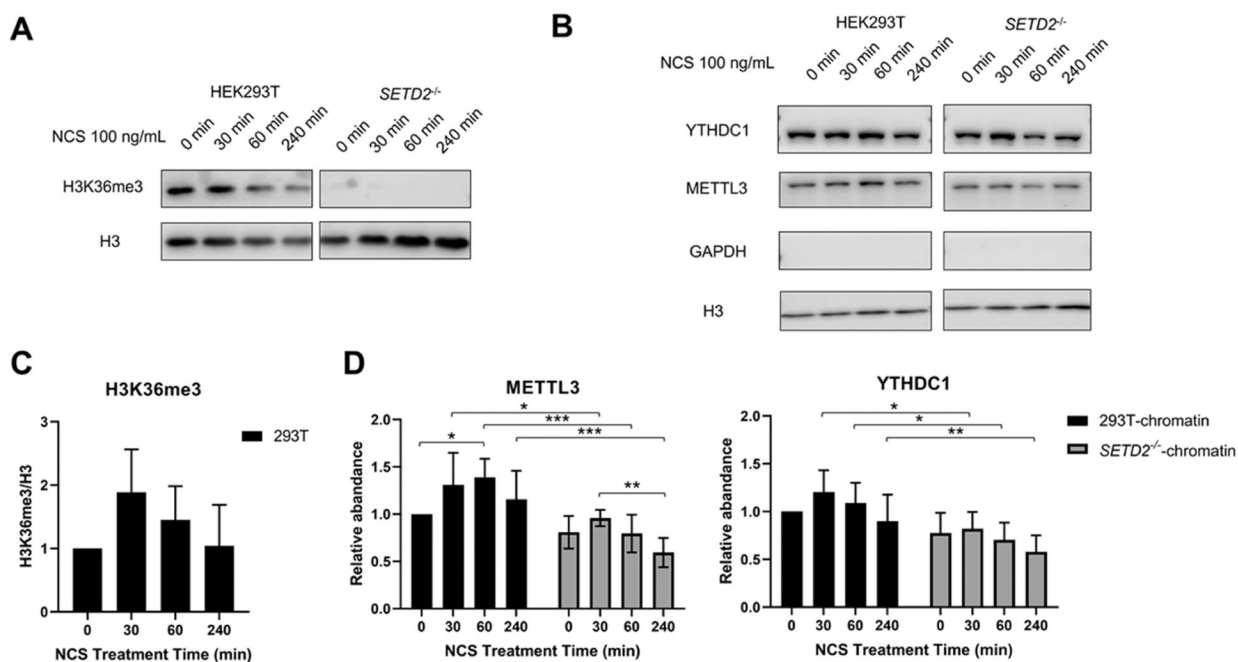 A
HEK293T SETD2-/-
NCS 100 ng/mL 0 min 30 min 60 min 240 min 0 min 30 min 60 min 240 min
H3K36me3
H3
B
HEK293T SETD2-/-
NCS 100 ng/mL 0 min 30 min 60 min 240 min 0 min 30 min 60 min 240 min
YTHDC1
METTL3
GAPDH
H3
C
H3K36me3
H3K36me3/H3
3
2
1
0
293T
0 30 60 240
NCS Treatment Time (min)
D
METTL3
Relative abandance
2.0
1.5
1.0
0.5
0.0
*
***
* ***
**
0 30 60 240 0 30 60 240
NCS Treatment Time (min)
YTHDC1
Relative abandance
2.0
1.5
1.0
0.5
0.0
*
*
**
0 30 60 240 0 30 60 240
NCS Treatment Time (min)
293T-chromatin
SETD2-/--chromatin